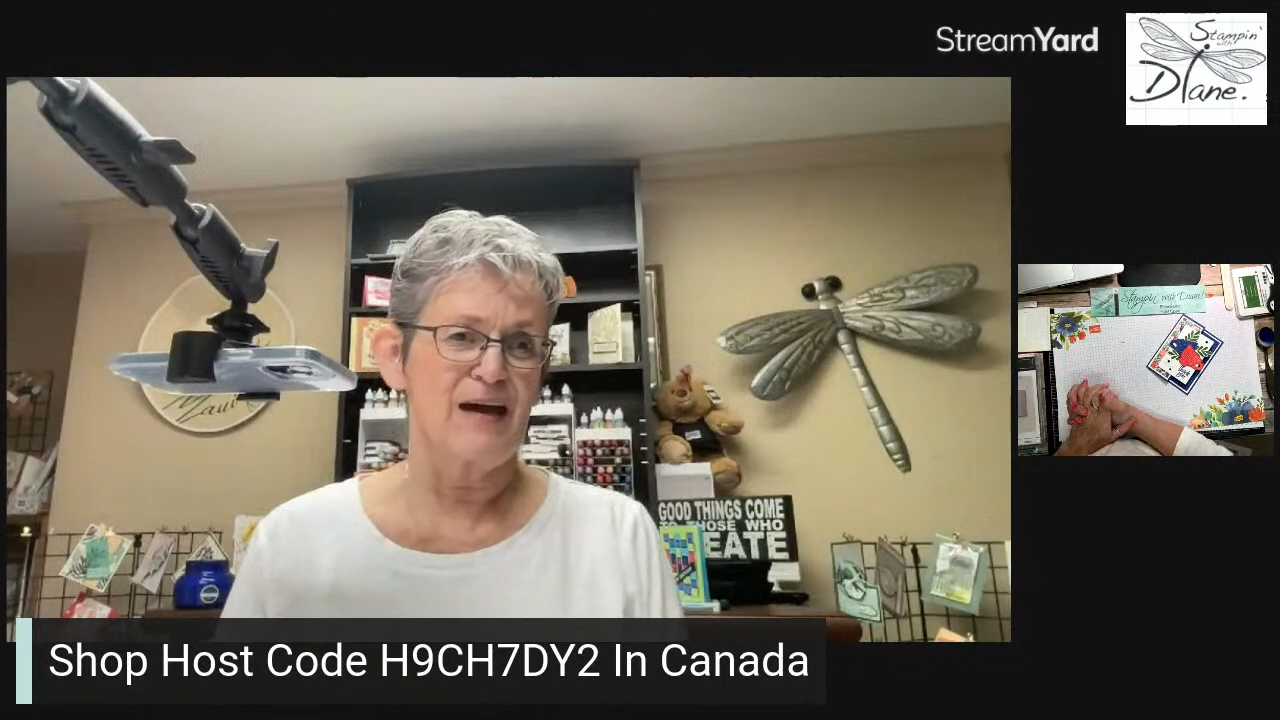 StreamYard
Stampin'
with
Diane.
Stampin' with Diane!
Maui
GOOD THINGS COME
TO THOSE WHO
CREATE
Shop Host Code H9CH7DY2 In Canada